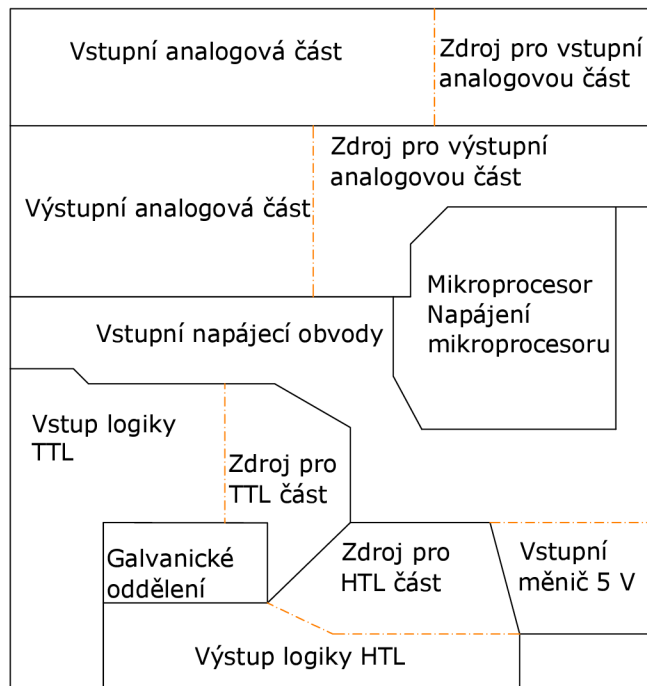 Vstupní analogová část
Zdroj pro vstupní
analogovou část
Zdroj pro výstupní
analogovou část
Výstupní analogová část
Mikroprocesor
Napájení
mikroprocesoru
Vstupní napájecí obvody
Vstup logiky
TTL
Zdroj pro
TTL část
Galvanické
oddělení
Zdroj pro
HTL část
Vstupní
měnič 5 V
Výstup logiky HTL